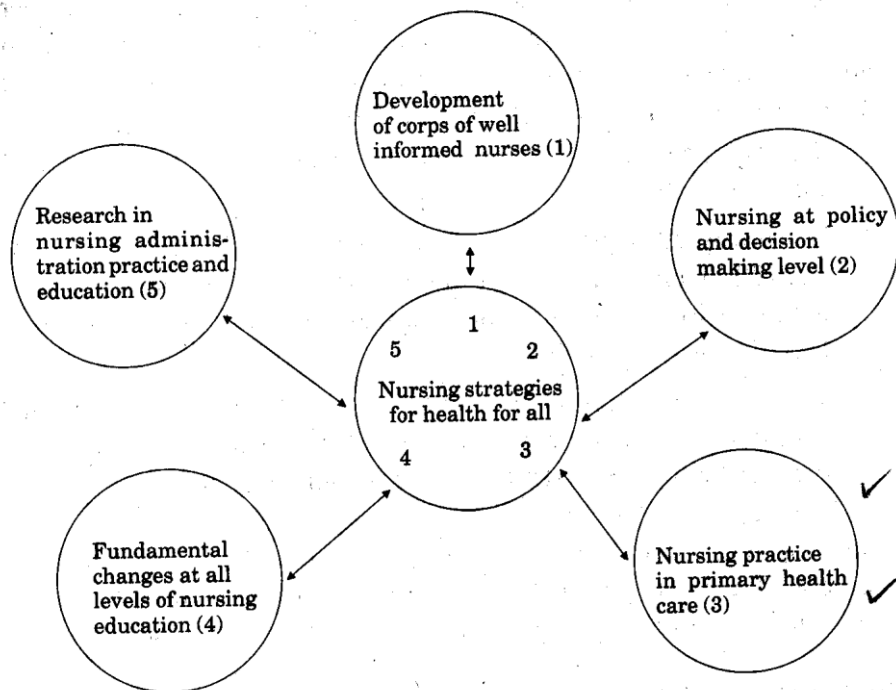 Development
of corps of well
informed nurses (1)
Research in
nursing adminis-
tration practice and
education (5)
Nursing at policy
and decision
making level (2)
1
5
2
Nursing strategies
for health for all
4
3
Fundamental
changes at all
levels of nursing
education (4)
Nursing practice
in primary health
care (3)